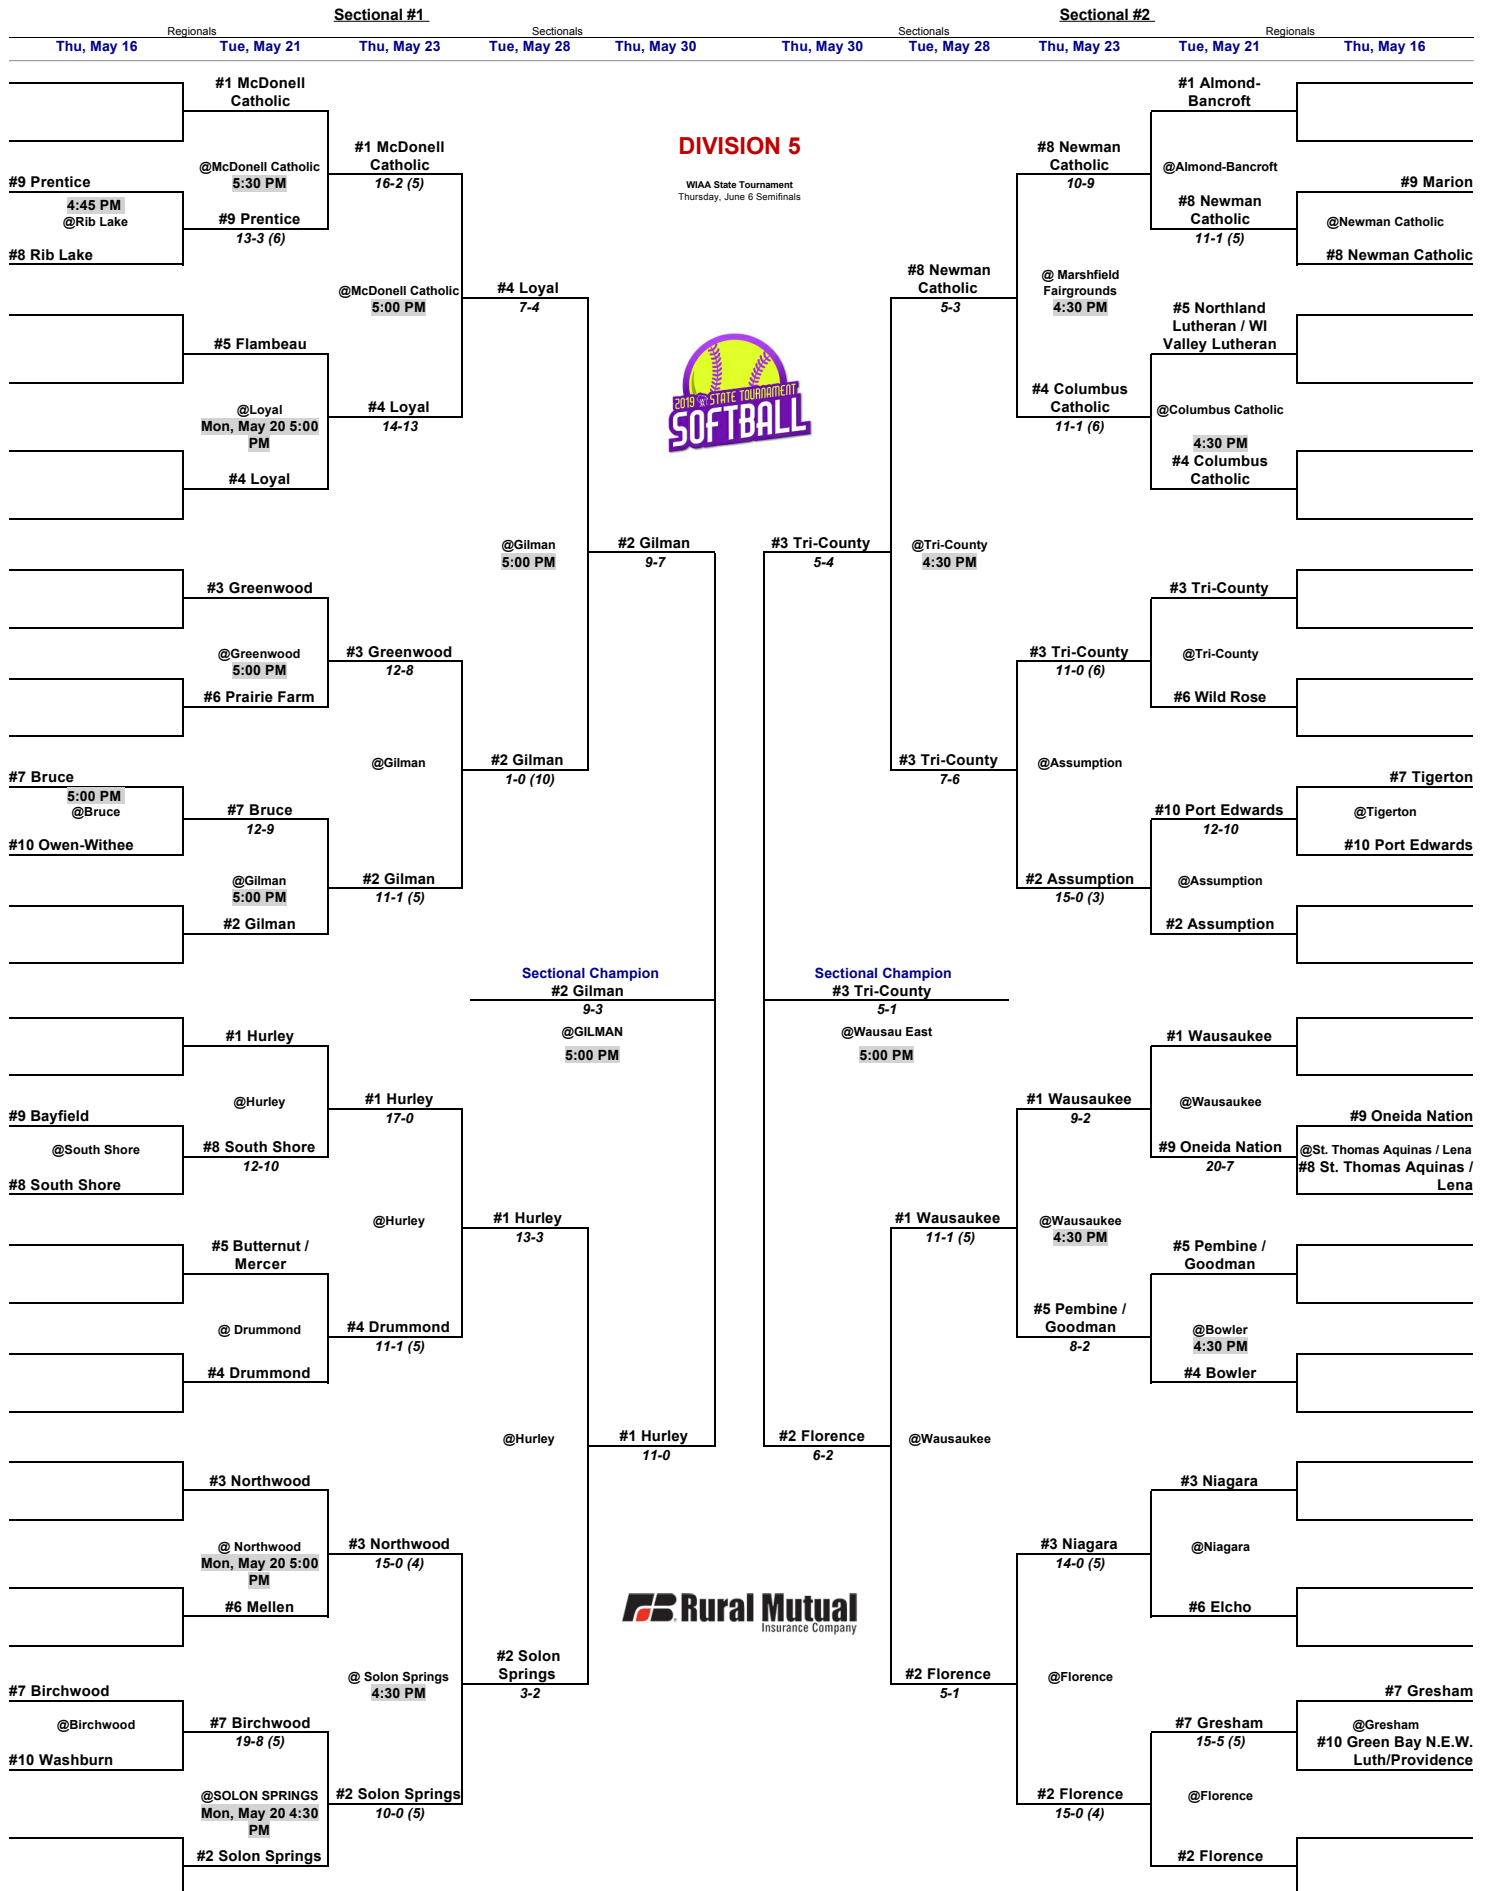 Sectional #1
Sectional #2
Regionals
Sectionals
Sectionals
Regionals
Thu, May 16
Tue, May 21
Thu, May 23
Tue, May 28
Thu, May 30
Thu, May 30
Tue, May 28
Thu, May 23
Tue, May 21
Thu, May 16
DIVISION 5
WIAA State Tournament
Thursday, June 6 Semifinals
2019 STATE TOURNAMENT
SOFTBALL
#9 Prentice
4:45 PM
@Rib Lake
#8 Rib Lake
#7 Bruce
5:00 PM
@Bruce
#10 Owen-Withee
#9 Bayfield
@South Shore
#8 South Shore
#7 Birchwood
@Birchwood
#10 Washburn
#1 McDonell
Catholic
@McDonell Catholic
5:30 PM
#9 Prentice
13-3 (6)
#5 Flambeau
@Loyal
Mon, May 20 5:00
PM
#4 Loyal
#3 Greenwood
@Greenwood
5:00 PM
#6 Prairie Farm
#7 Bruce
12-9
@Gilman
5:00 PM
#2 Gilman
#1 Hurley
@Hurley
#8 South Shore
12-10
#5 Butternut /
Mercer
@ Drummond
#4 Drummond
#3 Northwood
@ Northwood
Mon, May 20 5:00
PM
#6 Mellen
#7 Birchwood
19-8 (5)
@SOLON SPRINGS
Mon, May 20 4:30
PM
#2 Solon Springs
#1 McDonell
Catholic
16-2 (5)
@McDonell Catholic
5:00 PM
#4 Loyal
14-13
#3 Greenwood
12-8
@Gilman
#2 Gilman
11-1 (5)
#1 Hurley
17-0
@Hurley
#4 Drummond
11-1 (5)
#3 Northwood
15-0 (4)
@ Solon Springs
4:30 PM
#2 Solon Springs
10-0 (5)
#4 Loyal
7-4
@Gilman
5:00 PM
#2 Gilman
1-0 (10)
#1 Hurley
13-3
@Hurley
#2 Solon
Springs
3-2
#2 Gilman
9-7
#1 Hurley
11-0
Sectional Champion
#2 Gilman
9-3
@GILMAN
5:00 PM
Sectional Champion
#3 Tri-County
5-1
@Wausau East
5:00 PM
#3 Tri-County
5-4
#2 Florence
6-2
#8 Newman
Catholic
5-3
@Tri-County
4:30 PM
#3 Tri-County
7-6
#1 Wausaukee
11-1 (5)
@Wausaukee
#2 Florence
5-1
#8 Newman
Catholic
10-9
@ Marshfield
Fairgrounds
4:30 PM
#4 Columbus
Catholic
11-1 (6)
#3 Tri-County
11-0 (6)
@Assumption
#2 Assumption
15-0 (3)
#1 Wausaukee
9-2
@Wausaukee
4:30 PM
#5 Pembine /
Goodman
8-2
#3 Niagara
14-0 (5)
@Florence
#2 Florence
15-0 (4)
#1 Almond-
Bancroft
@Almond-Bancroft
#8 Newman
Catholic
11-1 (5)
#5 Northland
Lutheran / WI
Valley Lutheran
@Columbus Catholic
4:30 PM
#4 Columbus
Catholic
#3 Tri-County
@Tri-County
#6 Wild Rose
#10 Port Edwards
12-10
@Assumption
#2 Assumption
#1 Wausaukee
@Wausaukee
#9 Oneida Nation
20-7
#5 Pembine /
Goodman
@Bowler
4:30 PM
#4 Bowler
#3 Niagara
@Niagara
#6 Elcho
#7 Gresham
15-5 (5)
@Florence
#2 Florence
#9 Marion
@Newman Catholic
#8 Newman Catholic
#7 Tigerton
@Tigerton
#10 Port Edwards
#9 Oneida Nation
@St. Thomas Aquinas / Lena
#8 St. Thomas Aquinas /
Lena
#7 Gresham
@Gresham
#10 Green Bay N.E.W.
Luth/Providence
Rural Mutual
Insurance Company